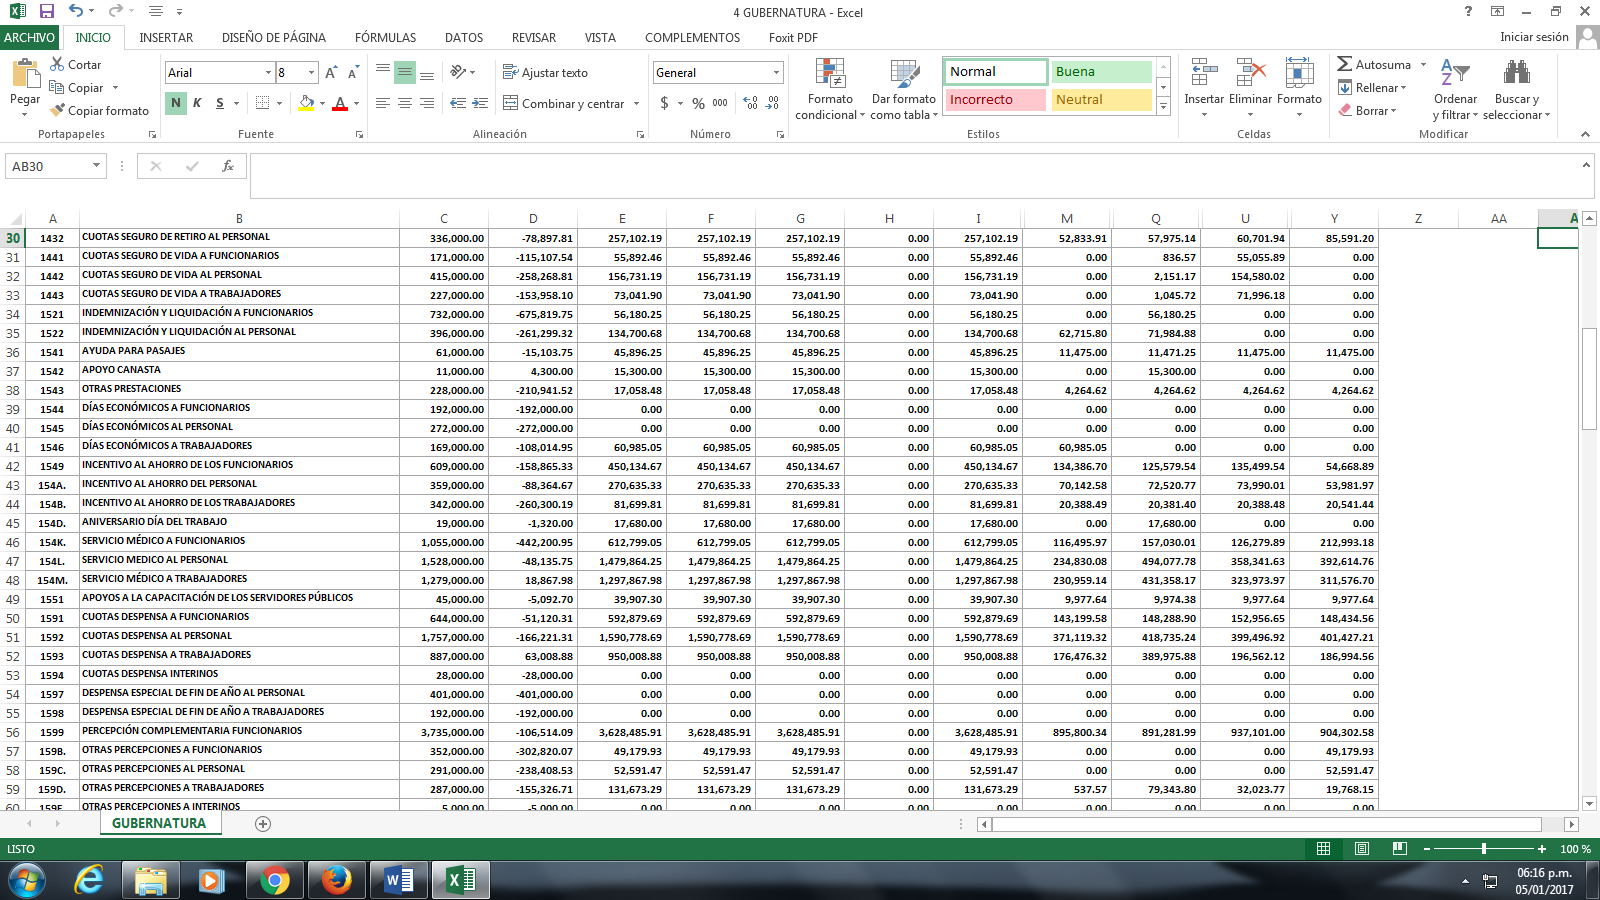 4 GUBERNATURA - Excel
ARCHIVO INICIO INSERTAR DISEÑO DE PÁGINA FÓRMULAS DATOS REVISAR VISTA COMPLEMENTOS Foxit PDF Iniciar sesión
Pegar
Cortar
Copiar
Copiar formato
Portapapeles
Arial 8
N K S
Fuente
Ajustar texto
Combinar y centrar
Alineación
General
$ % 000
Número
Formato condicional
Dar formato como tabla
Normal Buena
Incorrecto Neutral
Estilos
Insertar Eliminar Formato
Celdas
Autosuma
Rellenar
Borrar
Ordenar y filtrar
Buscar y seleccionar
Modificar
AB30 fx
A B C D E F G H I M Q U Y Z AA A
30 1432 CUOTAS SEGURO DE RETIRO AL PERSONAL 336,000.00 -78,897.81 257,102.19 257,102.19 257,102.19 0.00 257,102.19 52,833.91 57,975.14 60,701.94 85,591.20
31 1441 CUOTAS SEGURO DE VIDA A FUNCIONARIOS 171,000.00 -115,107.54 55,892.46 55,892.46 55,892.46 0.00 55,892.46 0.00 836.57 55,055.89 0.00
32 1442 CUOTAS SEGURO DE VIDA AL PERSONAL 415,000.00 -258,268.81 156,731.19 156,731.19 156,731.19 0.00 156,731.19 0.00 2,151.17 154,580.02 0.00
33 1443 CUOTAS SEGURO DE VIDA A TRABAJADORES 227,000.00 -153,958.10 73,041.90 73,041.90 73,041.90 0.00 73,041.90 0.00 1,045.72 71,996.18 0.00
34 1521 INDEMNIZACIÓN Y LIQUIDACIÓN A FUNCIONARIOS 732,000.00 -675,819.75 56,180.25 56,180.25 56,180.25 0.00 56,180.25 0.00 56,180.25 0.00 0.00
35 1522 INDEMNIZACIÓN Y LIQUIDACIÓN AL PERSONAL 396,000.00 -261,299.32 134,700.68 134,700.68 134,700.68 0.00 134,700.68 62,715.80 71,984.88 0.00 0.00
36 1541 AYUDA PARA PASAJES 61,000.00 -15,103.75 45,896.25 45,896.25 45,896.25 0.00 45,896.25 11,475.00 11,471.25 11,475.00 11,475.00
37 1542 APOYO CANASTA 11,000.00 4,300.00 15,300.00 15,300.00 15,300.00 0.00 15,300.00 0.00 15,300.00 0.00 0.00
38 1543 OTRAS PRESTACIONES 228,000.00 -210,941.52 17,058.48 17,058.48 17,058.48 0.00 17,058.48 4,264.62 4,264.62 4,264.62 4,264.62
39 1544 DÍAS ECONÓMICOS A FUNCIONARIOS 192,000.00 -192,000.00 0.00 0.00 0.00 0.00 0.00 0.00 0.00 0.00 0.00
40 1545 DÍAS ECONÓMICOS AL PERSONAL 272,000.00 -272,000.00 0.00 0.00 0.00 0.00 0.00 0.00 0.00 0.00 0.00
41 1546 DÍAS ECONÓMICOS A TRABAJADORES 169,000.00 -108,014.95 60,985.05 60,985.05 60,985.05 0.00 60,985.05 60,985.05 0.00 0.00 0.00
42 1549 INCENTIVO AL AHORRO DE LOS FUNCIONARIOS 609,000.00 -158,865.33 450,134.67 450,134.67 450,134.67 0.00 450,134.67 134,386.70 125,579.54 135,499.54 54,668.89
43 154A. INCENTIVO AL AHORRO DEL PERSONAL 359,000.00 -88,364.67 270,635.33 270,635.33 270,635.33 0.00 270,635.33 70,142.58 72,520.77 73,990.01 53,981.97
44 154B. INCENTIVO AL AHORRO DE LOS TRABAJADORES 342,000.00 -260,300.19 81,699.81 81,699.81 81,699.81 0.00 81,699.81 20,388.49 20,381.40 20,388.48 20,541.44
45 154D. ANIVERSARIO DÍA DEL TRABAJO 19,000.00 -1,320.00 17,680.00 17,680.00 17,680.00 0.00 17,680.00 0.00 17,680.00 0.00 0.00
46 154K. SERVICIO MÉDICO A FUNCIONARIOS 1,055,000.00 -442,200.95 612,799.05 612,799.05 612,799.05 0.00 612,799.05 116,495.97 157,030.01 126,279.89 212,993.18
47 154L. SERVICIO MEDICO AL PERSONAL 1,528,000.00 -48,135.75 1,479,864.25 1,479,864.25 1,479,864.25 0.00 1,479,864.25 234,830.08 494,077.78 358,341.63 392,614.76
48 154M. SERVICIO MÉDICO A TRABAJADORES 1,279,000.00 18,867.98 1,297,867.98 1,297,867.98 1,297,867.98 0.00 1,297,867.98 230,959.14 431,358.17 323,973.97 311,576.70
49 1551 APOYOS A LA CAPACITACIÓN DE LOS SERVIDORES PÚBLICOS 45,000.00 -5,092.70 39,907.30 39,907.30 39,907.30 0.00 39,907.30 9,977.64 9,974.38 9,977.64 9,977.64
50 1591 CUOTAS DESPENSA A FUNCIONARIOS 644,000.00 -51,120.31 592,879.69 592,879.69 592,879.69 0.00 592,879.69 143,199.58 148,288.90 152,956.65 148,434.56
51 1592 CUOTAS DESPENSA AL PERSONAL 1,757,000.00 -166,221.31 1,590,778.69 1,590,778.69 1,590,778.69 0.00 1,590,778.69 371,119.32 418,735.24 399,496.92 401,427.21
52 1593 CUOTAS DESPENSA A TRABAJADORES 887,000.00 63,008.88 950,008.88 950,008.88 950,008.88 0.00 950,008.88 176,476.32 389,975.88 196,562.12 186,994.56
53 1594 CUOTAS DESPENSA INTERINOS 28,000.00 -28,000.00 0.00 0.00 0.00 0.00 0.00 0.00 0.00 0.00 0.00
54 1597 DESPENSA ESPECIAL DE FIN DE AÑO AL PERSONAL 401,000.00 -401,000.00 0.00 0.00 0.00 0.00 0.00 0.00 0.00 0.00 0.00
55 1598 DESPENSA ESPECIAL DE FIN DE AÑO A TRABAJADORES 192,000.00 -192,000.00 0.00 0.00 0.00 0.00 0.00 0.00 0.00 0.00 0.00
56 1599 PERCEPCIÓN COMPLEMENTARIA FUNCIONARIOS 3,735,000.00 -106,514.09 3,628,485.91 3,628,485.91 3,628,485.91 0.00 3,628,485.91 895,800.34 891,281.99 937,101.00 904,302.58
57 159B. OTRAS PERCEPCIONES A FUNCIONARIOS 352,000.00 -302,820.07 49,179.93 49,179.93 49,179.93 0.00 49,179.93 0.00 0.00 0.00 49,179.93
58 159C. OTRAS PERCEPCIONES AL PERSONAL 291,000.00 -238,408.53 52,591.47 52,591.47 52,591.47 0.00 52,591.47 0.00 0.00 0.00 52,591.47
59 159D. OTRAS PERCEPCIONES A TRABAJADORES 287,000.00 -155,326.71 131,673.29 131,673.29 131,673.29 0.00 131,673.29 537.57 79,343.80 32,023.77 19,768.15
60 159F OTRAS PERCEPCIONES A INTERINOS 5,000.00 -5,000.00 0.00 0.00 0.00 0.00 0.00 0.00 0.00 0.00 0.00
GUBERNATURA
LISTO 100 %
06:16 p.m.
05/01/2017